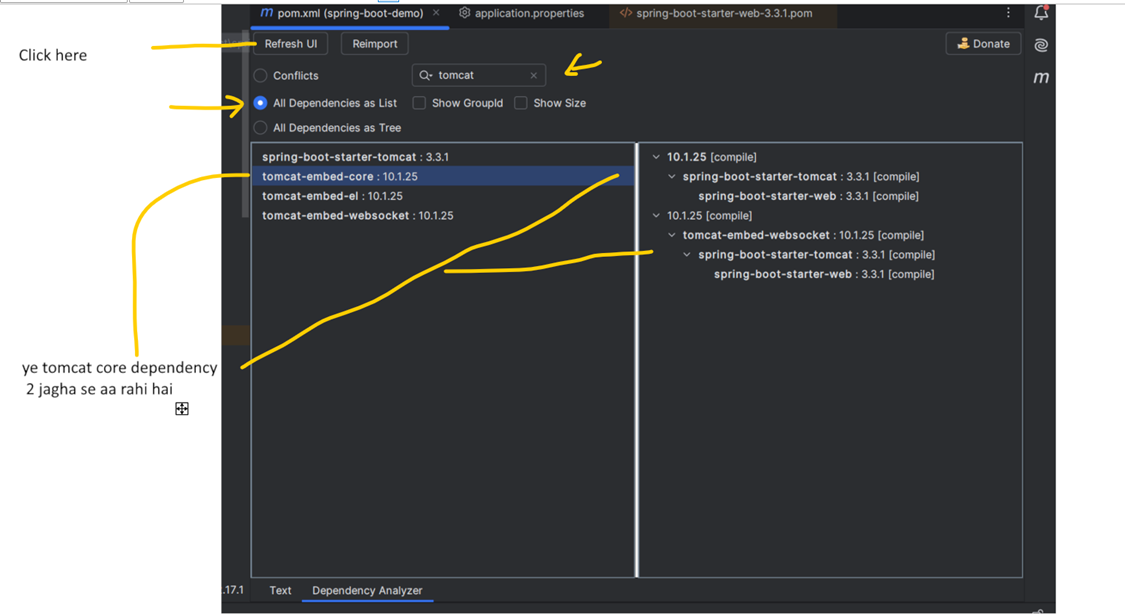 pom.xml (spring-boot-demo)
application.properties
spring-boot-starter-web-3.3.1.pom
Click here
Refresh UI
Reimport
Donate
Conflicts
tomcat
All Dependencies as List
Show GroupId
Show Size
All Dependencies as Tree
spring-boot-starter-tomcat : 3.3.1
tomcat-embed-core : 10.1.25
tomcat-embed-el : 10.1.25
tomcat-embed-websocket : 10.1.25
10.1.25 [compile]
spring-boot-starter-tomcat : 3.3.1 [compile]
spring-boot-starter-web : 3.3.1 [compile]
10.1.25 [compile]
tomcat-embed-websocket : 10.1.25 [compile]
spring-boot-starter-tomcat : 3.3.1 [compile]
spring-boot-starter-web : 3.3.1 [compile]
ye tomcat core dependency
2 jagha se aa rahi hai
.17.1
Text
Dependency Analyzer